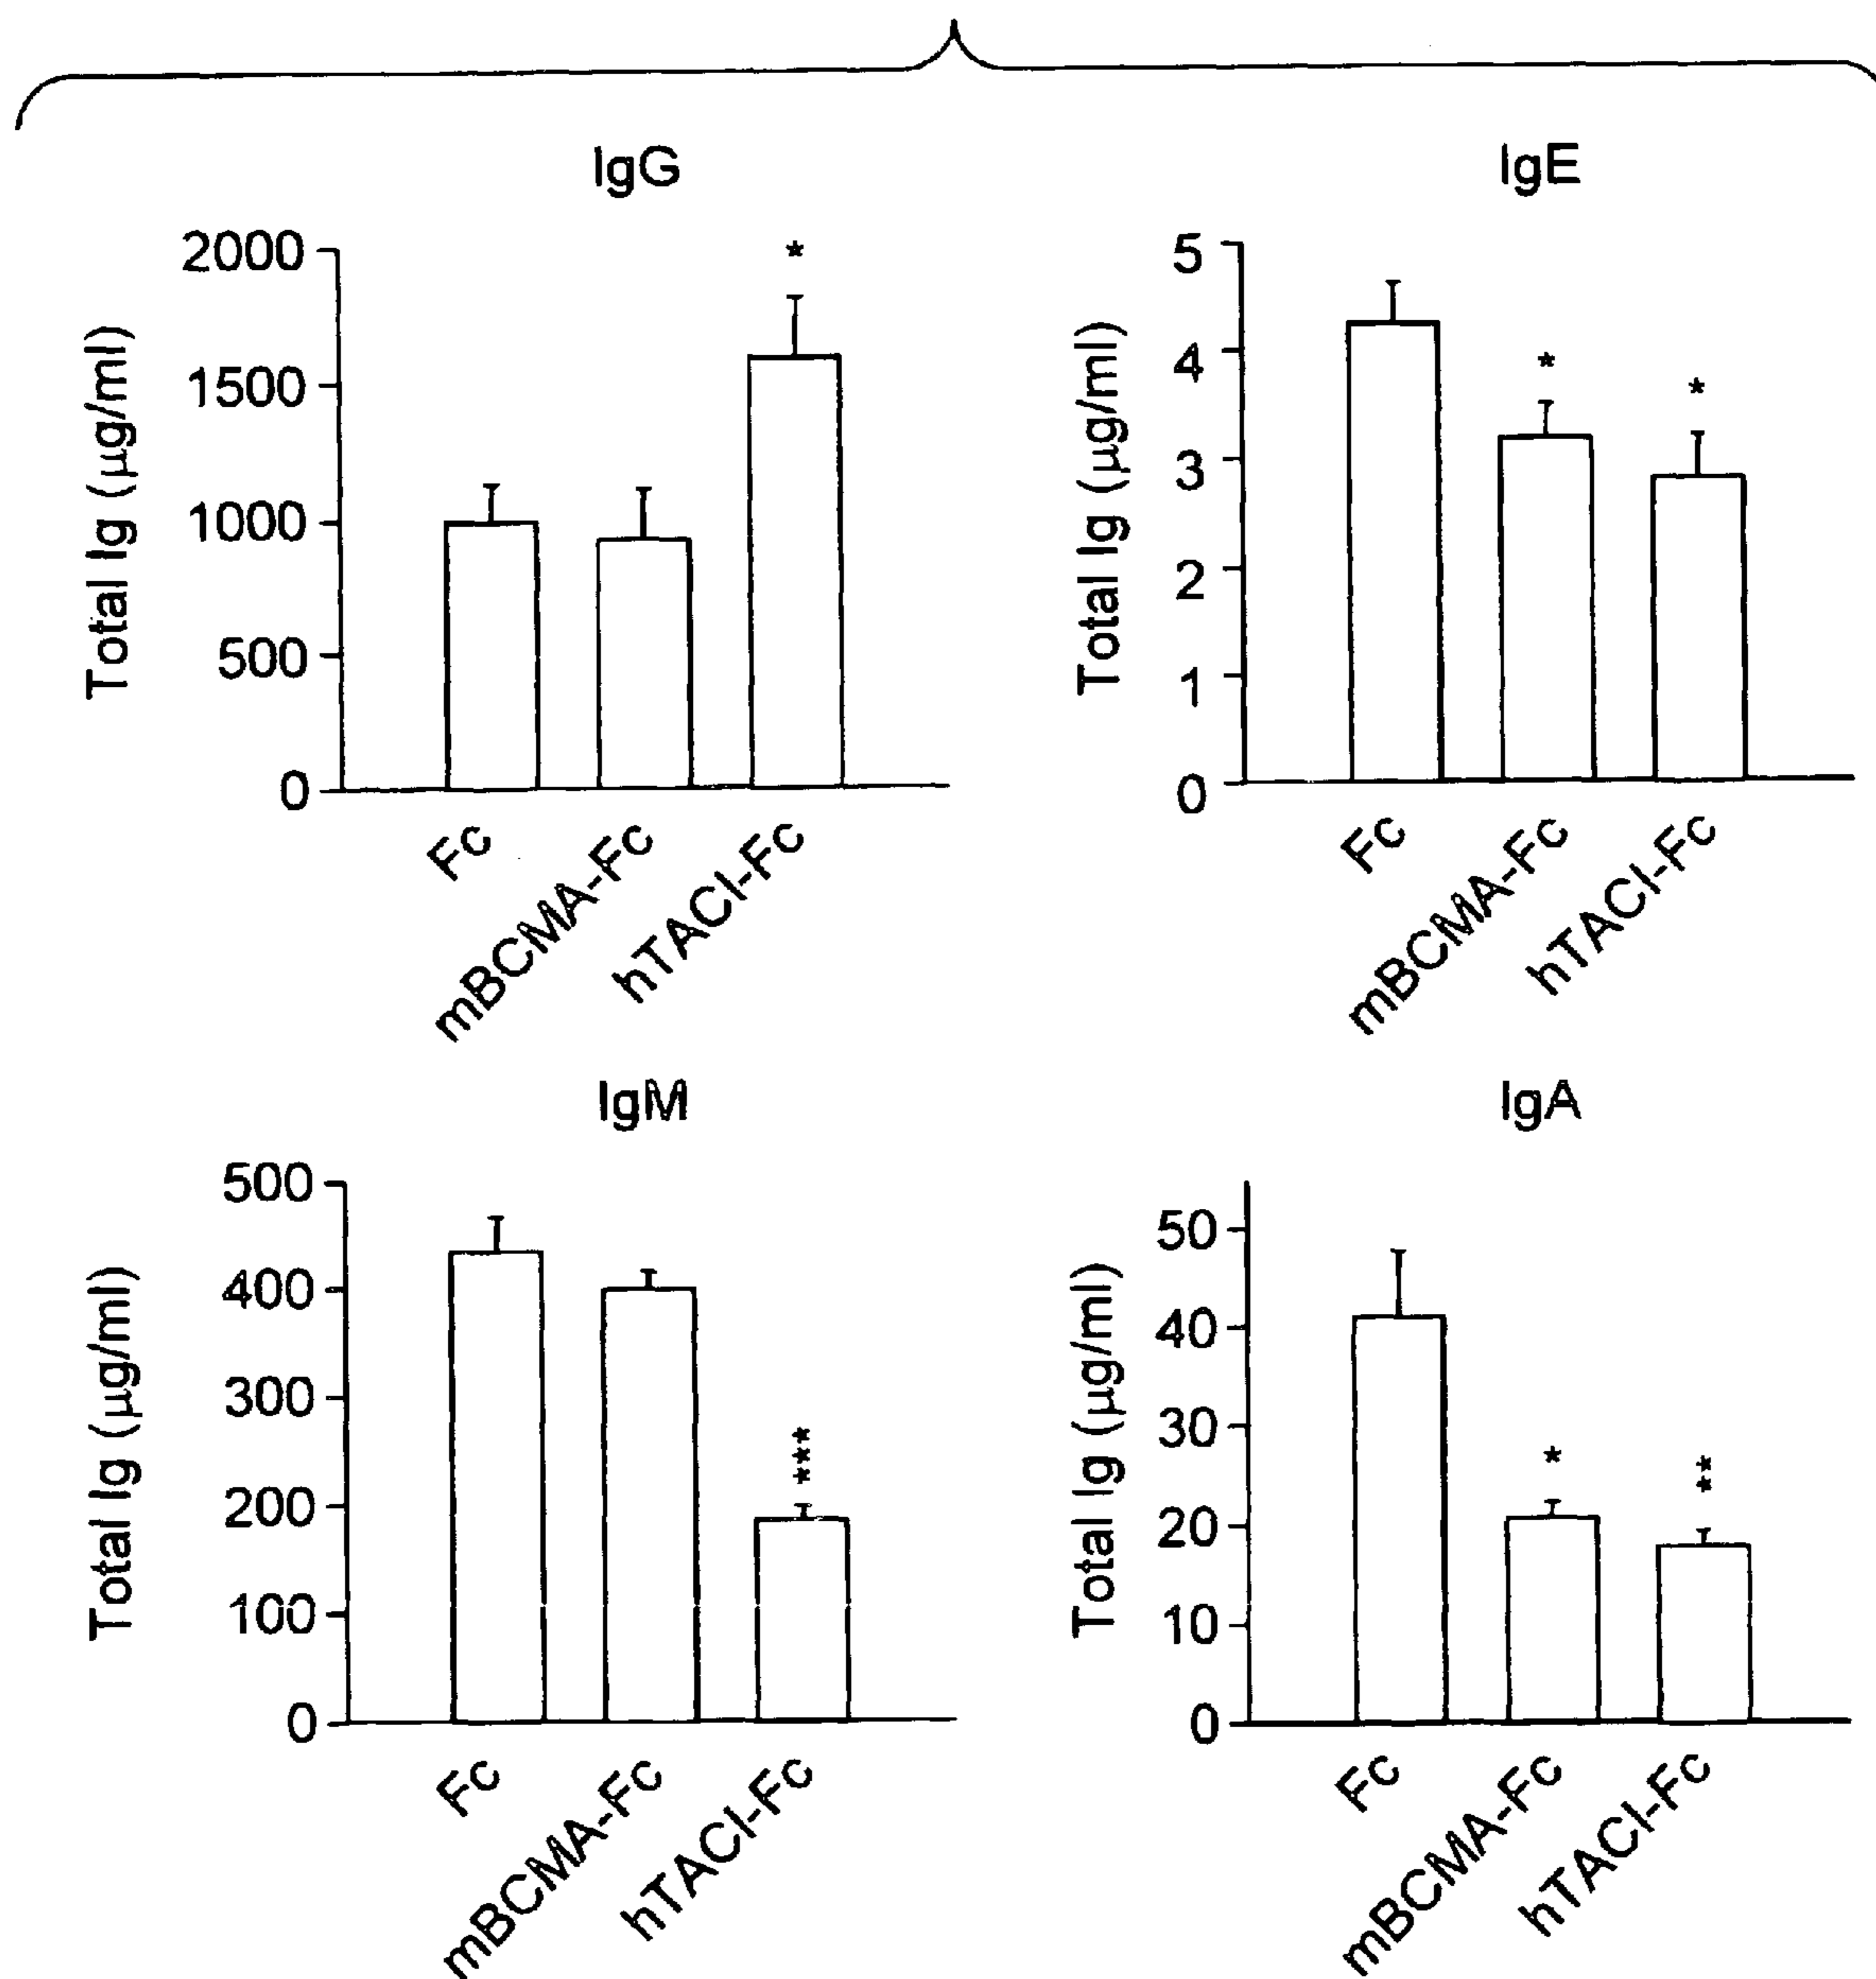 IgG
2000
1500
1000
500
0
Total Ig (µg/ml)
*
Fc
mBCMA-Fc
hTACI-Fc
IgE
5
4
3
2
1
0
Total Ig (µg/ml)
*
*
Fc
mBCMA-Fc
hTACI-Fc
IgM
500
400
300
200
100
0
Total Ig (µg/ml)
***
Fc
mBCMA-Fc
hTACI-Fc
IgA
50
40
30
20
10
0
Total Ig (µg/ml)
*
**
Fc
mBCMA-Fc
hTACI-Fc